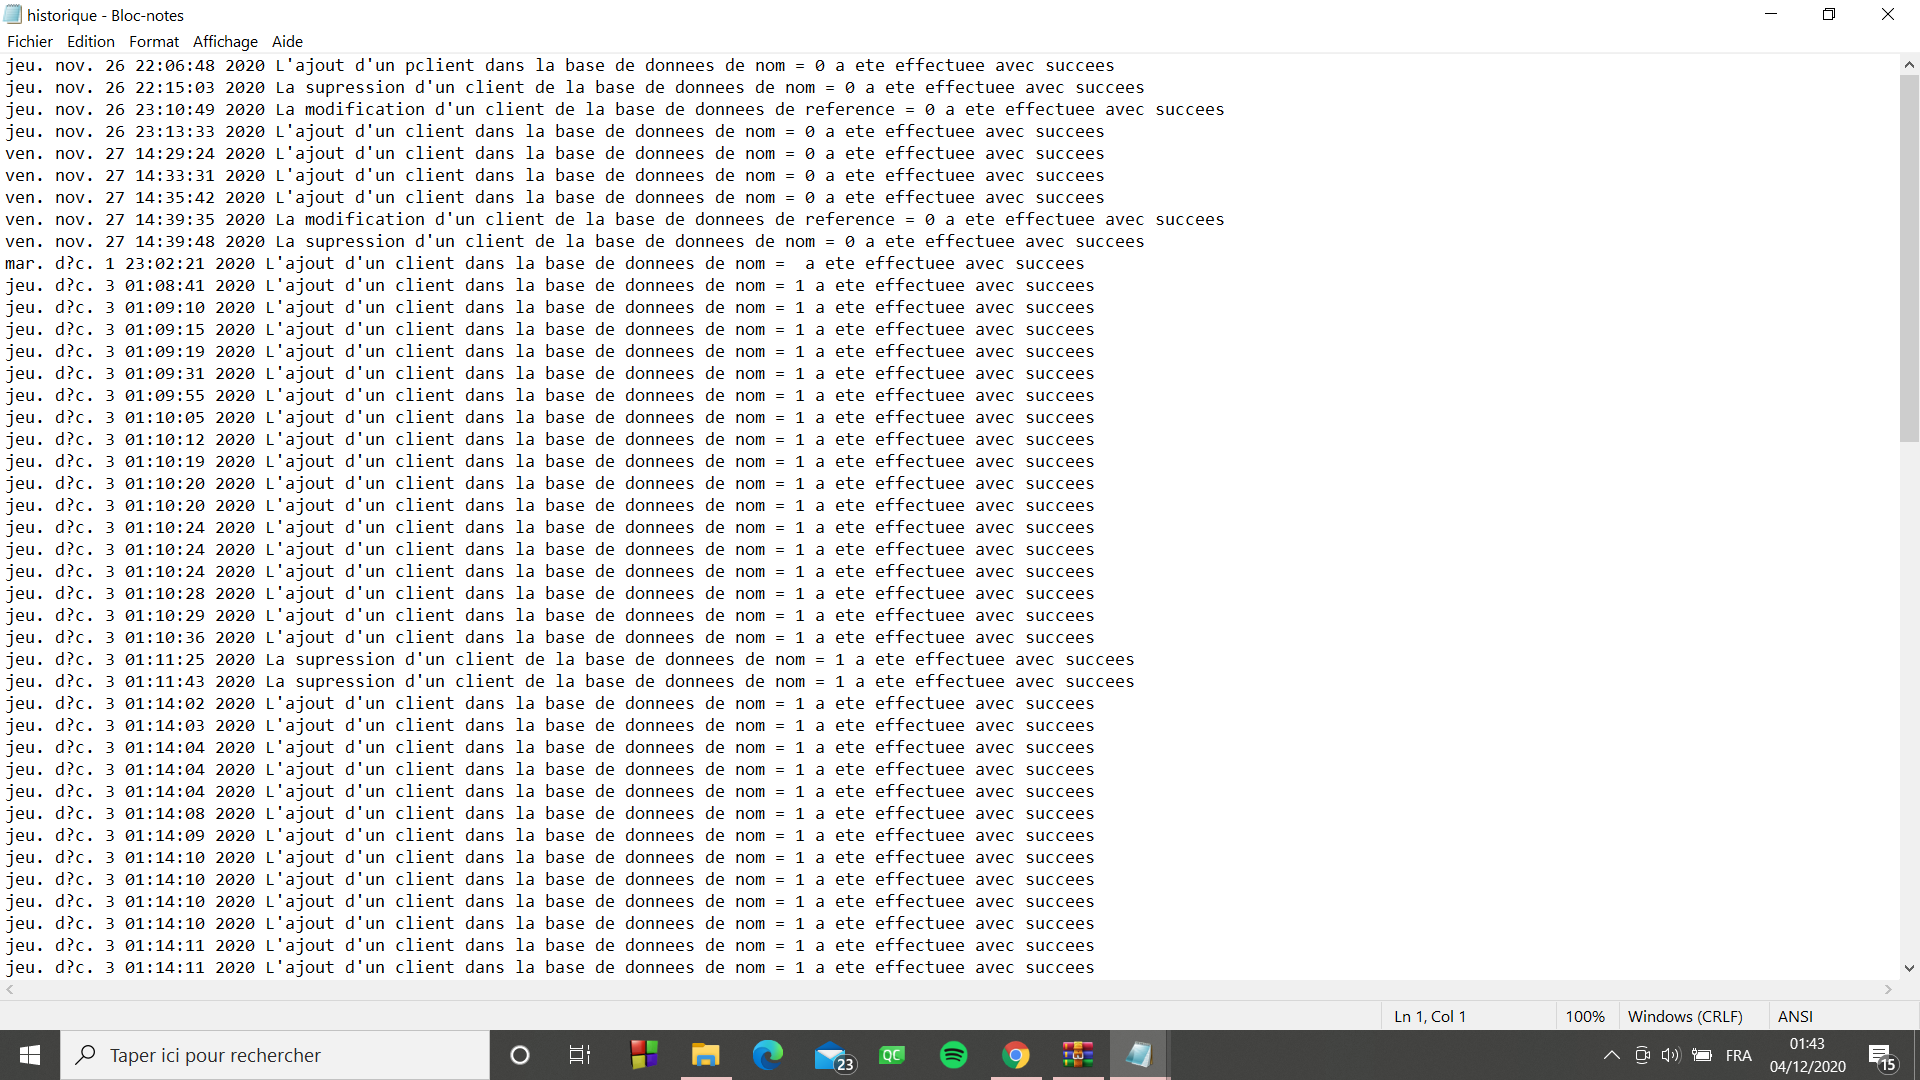 historique - Bloc-notes
Fichier Edition Format Affichage Aide
jeu. nov. 26 22:06:48 2020 L'ajout d'un pclient dans la base de donnees de nom = 0 a ete effectuee avec succees
jeu. nov. 26 22:15:03 2020 La supression d'un client de la base de donnees de nom = 0 a ete effectuee avec succees
jeu. nov. 26 23:10:49 2020 La modification d'un client de la base de donnees de reference = 0 a ete effectuee avec succees
jeu. nov. 26 23:13:33 2020 L'ajout d'un client dans la base de donnees de nom = 0 a ete effectuee avec succees
ven. nov. 27 14:29:24 2020 L'ajout d'un client dans la base de donnees de nom = 0 a ete effectuee avec succees
ven. nov. 27 14:33:31 2020 L'ajout d'un client dans la base de donnees de nom = 0 a ete effectuee avec succees
ven. nov. 27 14:35:42 2020 L'ajout d'un client dans la base de donnees de nom = 0 a ete effectuee avec succees
ven. nov. 27 14:39:35 2020 La modification d'un client de la base de donnees de reference = 0 a ete effectuee avec succees
ven. nov. 27 14:39:48 2020 La supression d'un client de la base de donnees de nom = 0 a ete effectuee avec succees
mar. d?c. 1 23:02:21 2020 L'ajout d'un client dans la base de donnees de nom =  a ete effectuee avec succees
jeu. d?c. 3 01:08:41 2020 L'ajout d'un client dans la base de donnees de nom = 1 a ete effectuee avec succees
jeu. d?c. 3 01:09:10 2020 L'ajout d'un client dans la base de donnees de nom = 1 a ete effectuee avec succees
jeu. d?c. 3 01:09:15 2020 L'ajout d'un client dans la base de donnees de nom = 1 a ete effectuee avec succees
jeu. d?c. 3 01:09:19 2020 L'ajout d'un client dans la base de donnees de nom = 1 a ete effectuee avec succees
jeu. d?c. 3 01:09:31 2020 L'ajout d'un client dans la base de donnees de nom = 1 a ete effectuee avec succees
jeu. d?c. 3 01:09:55 2020 L'ajout d'un client dans la base de donnees de nom = 1 a ete effectuee avec succees
jeu. d?c. 3 01:10:05 2020 L'ajout d'un client dans la base de donnees de nom = 1 a ete effectuee avec succees
jeu. d?c. 3 01:10:12 2020 L'ajout d'un client dans la base de donnees de nom = 1 a ete effectuee avec succees
jeu. d?c. 3 01:10:19 2020 L'ajout d'un client dans la base de donnees de nom = 1 a ete effectuee avec succees
jeu. d?c. 3 01:10:20 2020 L'ajout d'un client dans la base de donnees de nom = 1 a ete effectuee avec succees
jeu. d?c. 3 01:10:20 2020 L'ajout d'un client dans la base de donnees de nom = 1 a ete effectuee avec succees
jeu. d?c. 3 01:10:24 2020 L'ajout d'un client dans la base de donnees de nom = 1 a ete effectuee avec succees
jeu. d?c. 3 01:10:24 2020 L'ajout d'un client dans la base de donnees de nom = 1 a ete effectuee avec succees
jeu. d?c. 3 01:10:24 2020 L'ajout d'un client dans la base de donnees de nom = 1 a ete effectuee avec succees
jeu. d?c. 3 01:10:28 2020 L'ajout d'un client dans la base de donnees de nom = 1 a ete effectuee avec succees
jeu. d?c. 3 01:10:29 2020 L'ajout d'un client dans la base de donnees de nom = 1 a ete effectuee avec succees
jeu. d?c. 3 01:10:36 2020 L'ajout d'un client dans la base de donnees de nom = 1 a ete effectuee avec succees
jeu. d?c. 3 01:11:25 2020 La supression d'un client de la base de donnees de nom = 1 a ete effectuee avec succees
jeu. d?c. 3 01:11:43 2020 La supression d'un client de la base de donnees de nom = 1 a ete effectuee avec succees
jeu. d?c. 3 01:14:02 2020 L'ajout d'un client dans la base de donnees de nom = 1 a ete effectuee avec succees
jeu. d?c. 3 01:14:03 2020 L'ajout d'un client dans la base de donnees de nom = 1 a ete effectuee avec succees
jeu. d?c. 3 01:14:04 2020 L'ajout d'un client dans la base de donnees de nom = 1 a ete effectuee avec succees
jeu. d?c. 3 01:14:04 2020 L'ajout d'un client dans la base de donnees de nom = 1 a ete effectuee avec succees
jeu. d?c. 3 01:14:04 2020 L'ajout d'un client dans la base de donnees de nom = 1 a ete effectuee avec succees
jeu. d?c. 3 01:14:08 2020 L'ajout d'un client dans la base de donnees de nom = 1 a ete effectuee avec succees
jeu. d?c. 3 01:14:09 2020 L'ajout d'un client dans la base de donnees de nom = 1 a ete effectuee avec succees
jeu. d?c. 3 01:14:10 2020 L'ajout d'un client dans la base de donnees de nom = 1 a ete effectuee avec succees
jeu. d?c. 3 01:14:10 2020 L'ajout d'un client dans la base de donnees de nom = 1 a ete effectuee avec succees
jeu. d?c. 3 01:14:10 2020 L'ajout d'un client dans la base de donnees de nom = 1 a ete effectuee avec succees
jeu. d?c. 3 01:14:10 2020 L'ajout d'un client dans la base de donnees de nom = 1 a ete effectuee avec succees
jeu. d?c. 3 01:14:11 2020 L'ajout d'un client dans la base de donnees de nom = 1 a ete effectuee avec succees
jeu. d?c. 3 01:14:11 2020 L'ajout d'un client dans la base de donnees de nom = 1 a ete effectuee avec succees
Ln 1, Col 1 100% Windows (CRLF) ANSI
Taper ici pour rechercher 23 QC FRA 01:43
04/12/2020 15